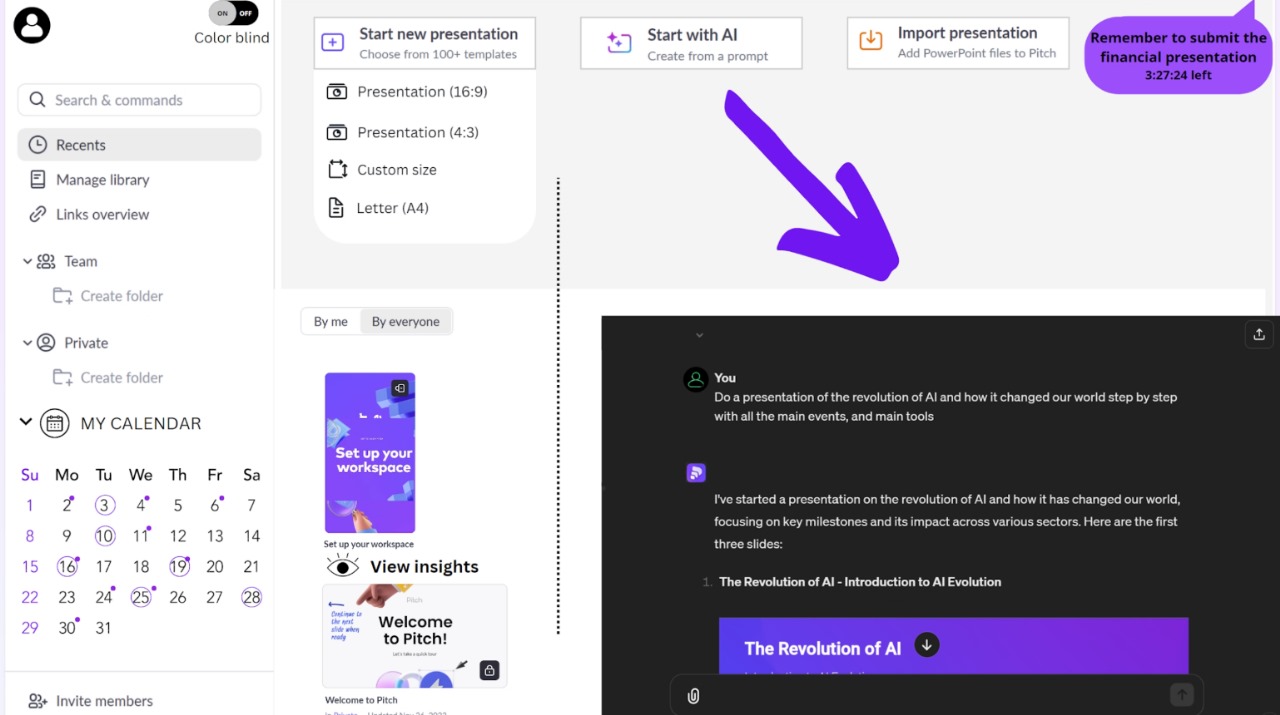 ON OFF
Color blind
Search & commands
Recents
Manage library
Links overview
Team
Create folder
Private
Create folder
MY CALENDAR
Su Mo Tu We Th Fr Sa
1 2 3 4 5 6 7
8 9 10 11 12 13 14
15 16 17 18 19 20 21
22 23 24 25 26 27 28
29 30 31
Invite members
Start new presentation
Choose from 100+ templates
Presentation (16:9)
Presentation (4:3)
Custom size
Letter (A4)
Start with AI
Create from a prompt
Import presentation
Add PowerPoint files to Pitch
Remember to submit the
financial presentation
3:27:24 left
By me By everyone
Set up your
workspace
Set up your workspace
View insights
Pitch
Continue to
the next
slide when
ready
Welcome
to Pitch!
Let's take a quick tour
Welcome to Pitch
You
Do a presentation of the revolution of AI and how it changed our world step by step
with all the main events, and main tools
I've started a presentation on the revolution of AI and how it has changed our world,
focusing on key milestones and its impact across various sectors. Here are the first
three slides:
1. The Revolution of AI - Introduction to AI Evolution
The Revolution of AI